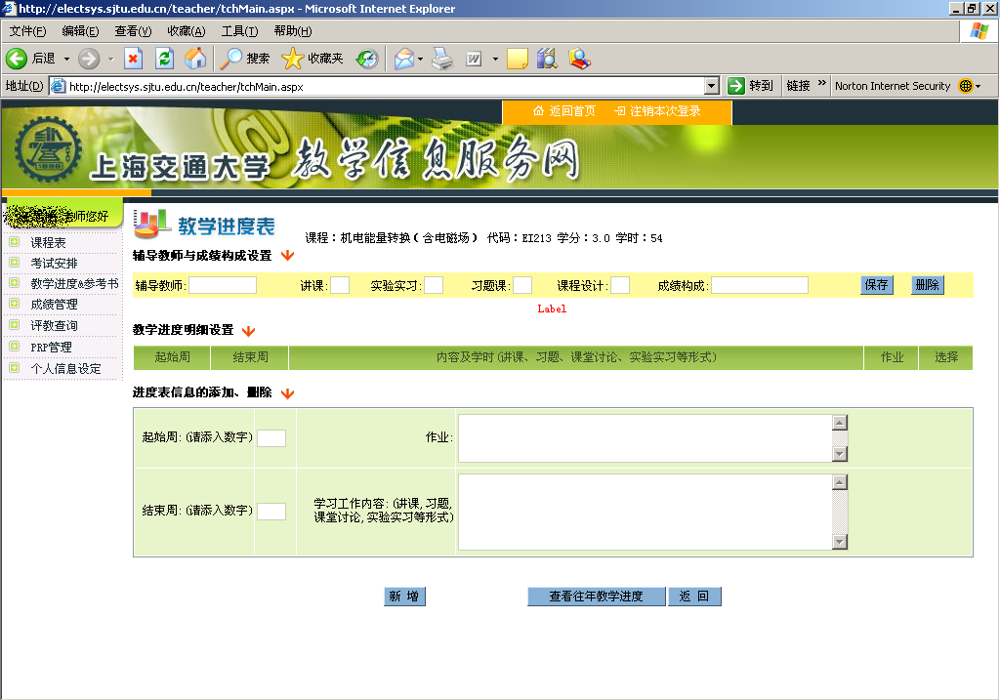 http://electsys.sjtu.edu.cn/teacher/tchMain.aspx - Microsoft Internet Explorer
文件(F) 编辑(E) 查看(V) 收藏(A) 工具(T) 帮助(H)
后退 搜索 收藏夹
地址(D) http://electsys.sjtu.edu.cn/teacher/tchMain.aspx 转到 链接 » Norton Internet Security
返回首页 注销本次登录
上海交通大学 教学信息服务网
老师您好
课程表
考试安排
教学进度&参考书
成绩管理
评教查询
PRP管理
个人信息设定
教学进度表 课程：机电能量转换(含电磁场) 代码：EI213 学分：3.0 学时：54
辅导教师与成绩构成设置
辅导教师: 讲课: 实验实习: 习题课: 课程设计: 成绩构成: 保存 删除
Label
教学进度明细设置
起始周 结束周 内容及学时(讲课、习题、课堂讨论、实验实习等形式) 作业 选择
进度表信息的添加、删除
起始周:(请添入数字) 作业:
结束周:(请添入数字) 学习工作内容:(讲课,习题,
课堂讨论,实验实习等形式)
新 增 查看往年教学进度 返 回